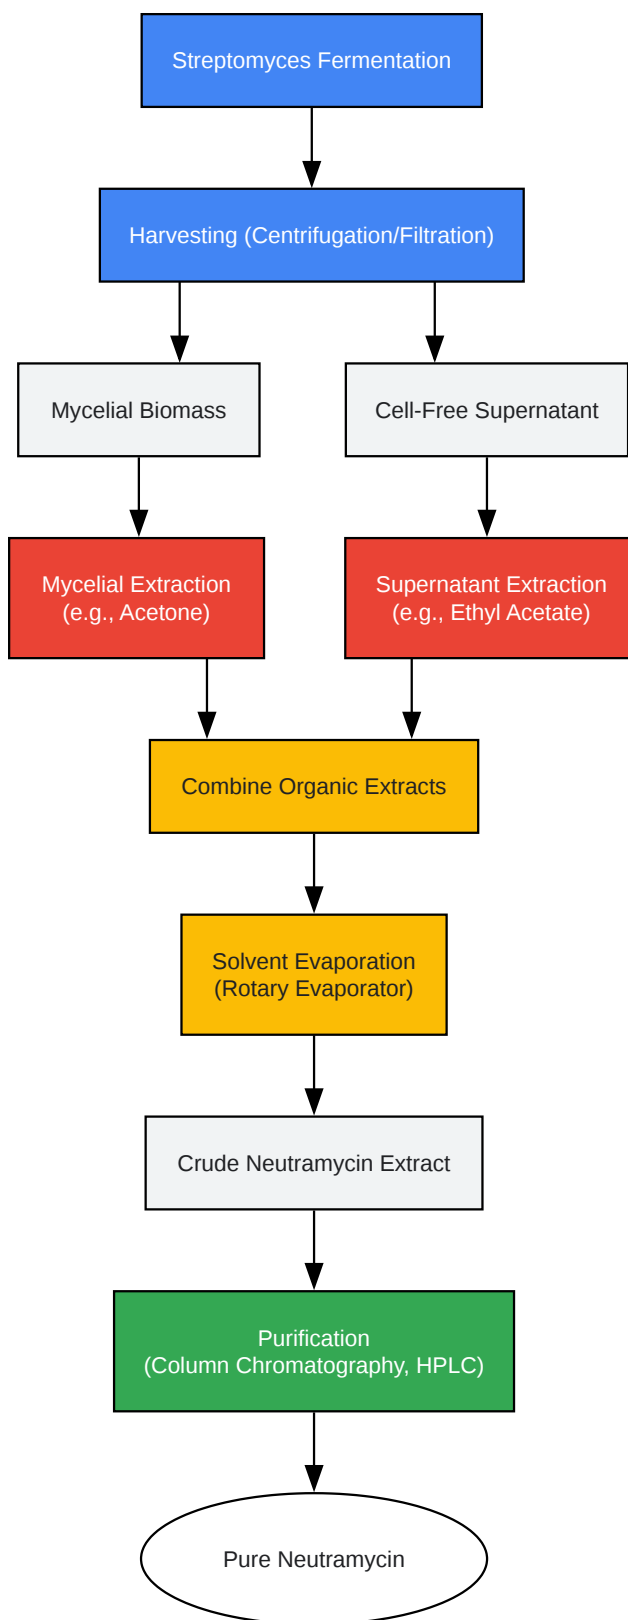 Streptomyces Fermentation
Harvesting (Centrifugation/Filtration)
Mycelial Biomass
Cell-Free Supernatant
Mycelial Extraction
(e.g., Acetone)
Supernatant Extraction
(e.g., Ethyl Acetate)
Combine Organic Extracts
Solvent Evaporation
(Rotary Evaporator)
Crude Neutramycin Extract
Purification
(Column Chromatography, HPLC)
Pure Neutramycin